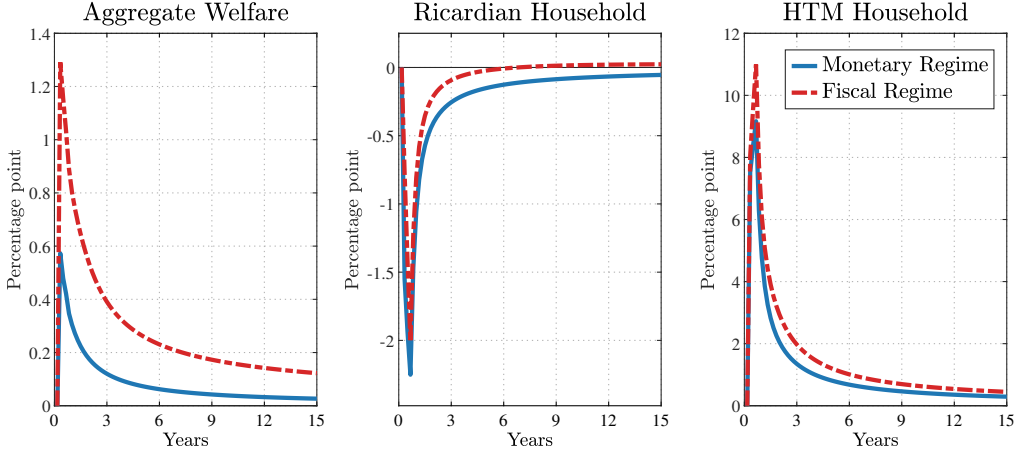 Aggregate Welfare
Percentage point
1.4
1.2
1
0.8
0.6
0.4
0.2
0
0 3 6 9 12 15
Years
Ricardian Household
Percentage point
0
-0.5
-1
-1.5
-2
0 3 6 9 12 15
Years
HTM Household
Percentage point
12
10
8
6
4
2
0
0 3 6 9 12 15
Years
Monetary Regime
Fiscal Regime